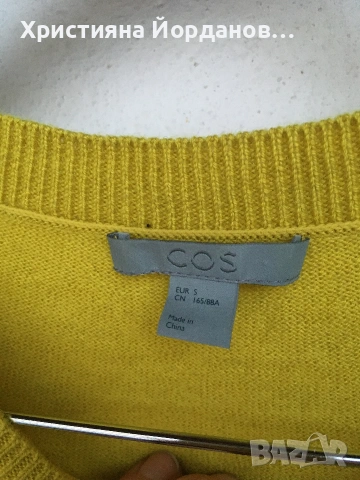 Християна Йорданов...
COS
EUR S
CN 165/88A
Made in
China
BAZAR